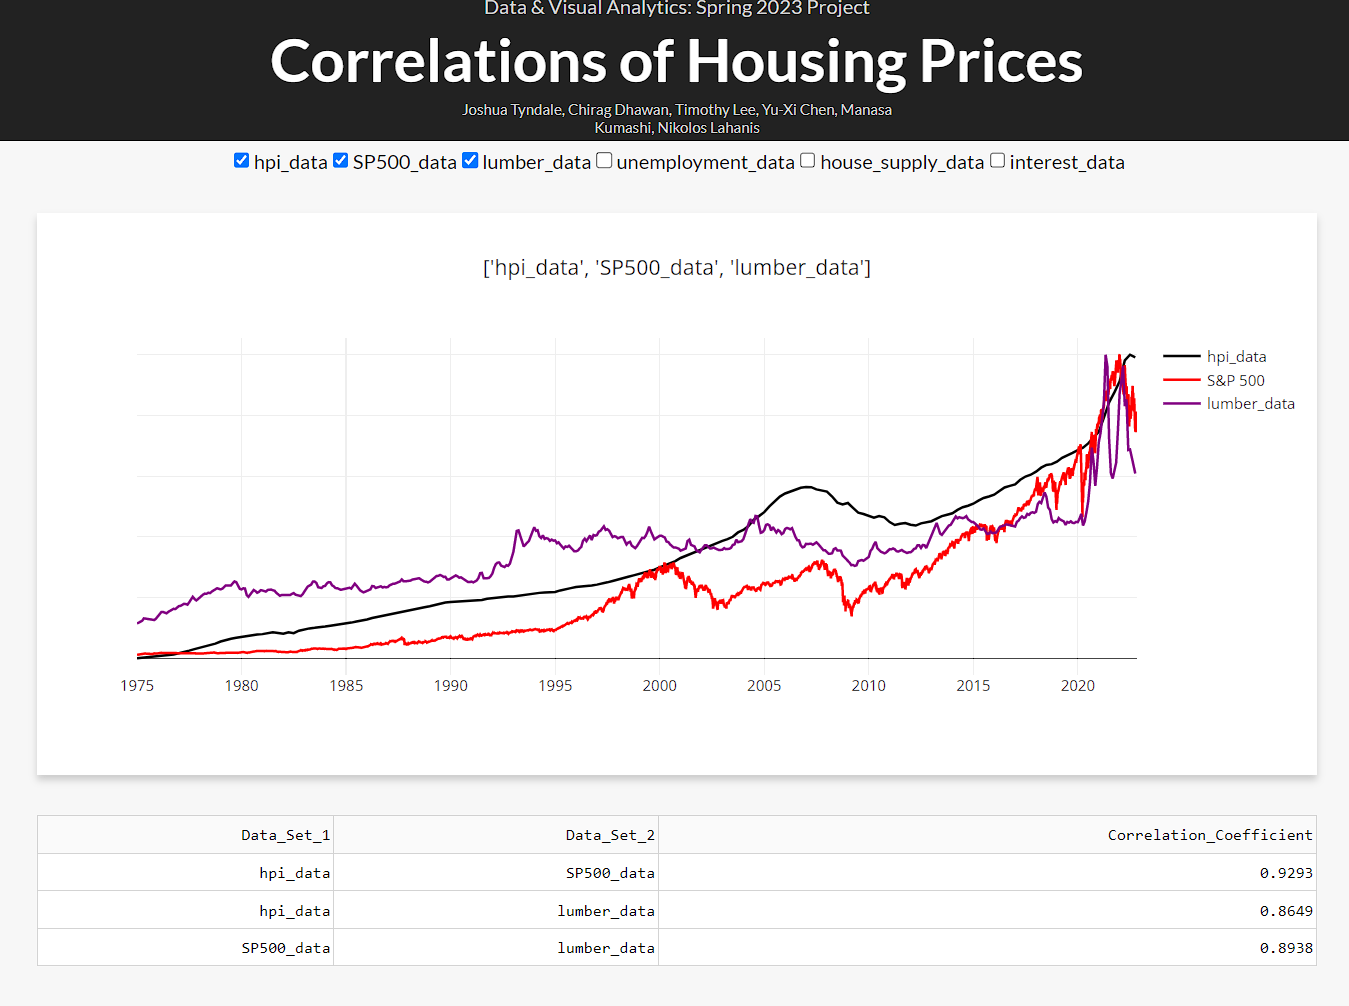 Data & Visual Analytics: Spring 2023 Project
Correlations of Housing Prices
Joshua Tyndale, Chirag Dhawan, Timothy Lee, Yu-Xi Chen, Manasa
Kumashi, Nikolos Lahanis
hpi_data SP500_data lumber_data unemployment_data house_supply_data interest_data
['hpi_data', 'SP500_data', 'lumber_data']
hpi_data
S&P 500
lumber_data
1975 1980 1985 1990 1995 2000 2005 2010 2015 2020
Data_Set_1 Data_Set_2 Correlation_Coefficient
hpi_data SP500_data 0.9293
hpi_data lumber_data 0.8649
SP500_data lumber_data 0.8938